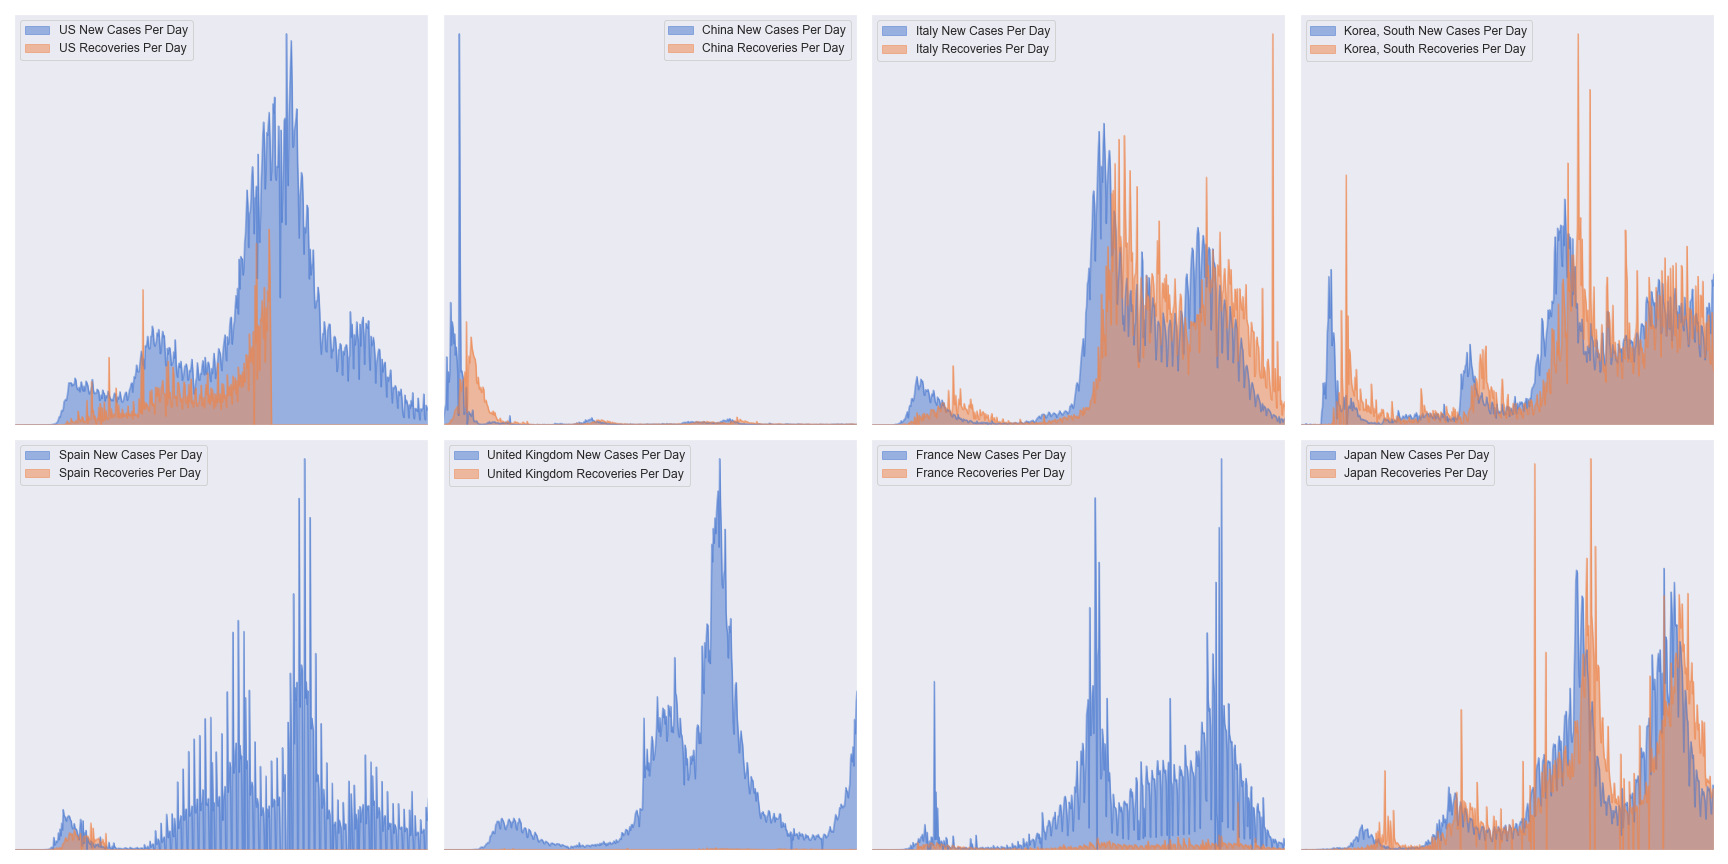 US New Cases Per Day
US Recoveries Per Day
China New Cases Per Day
China Recoveries Per Day
Italy New Cases Per Day
Italy Recoveries Per Day
Korea, South New Cases Per Day
Korea, South Recoveries Per Day
Spain New Cases Per Day
Spain Recoveries Per Day
United Kingdom New Cases Per Day
United Kingdom Recoveries Per Day
France New Cases Per Day
France Recoveries Per Day
Japan New Cases Per Day
Japan Recoveries Per Day